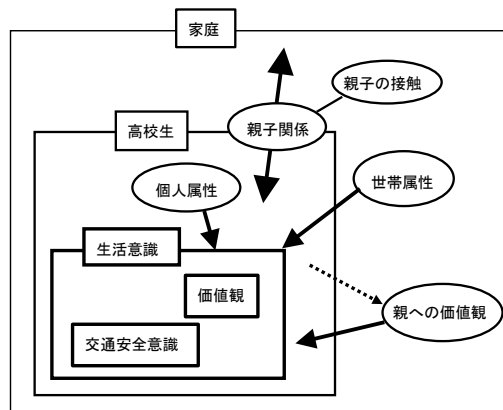 家庭
親子の接触
高校生
親子関係
個人属性
世帯属性
生活意識
価値観
親への価値観
交通安全意識